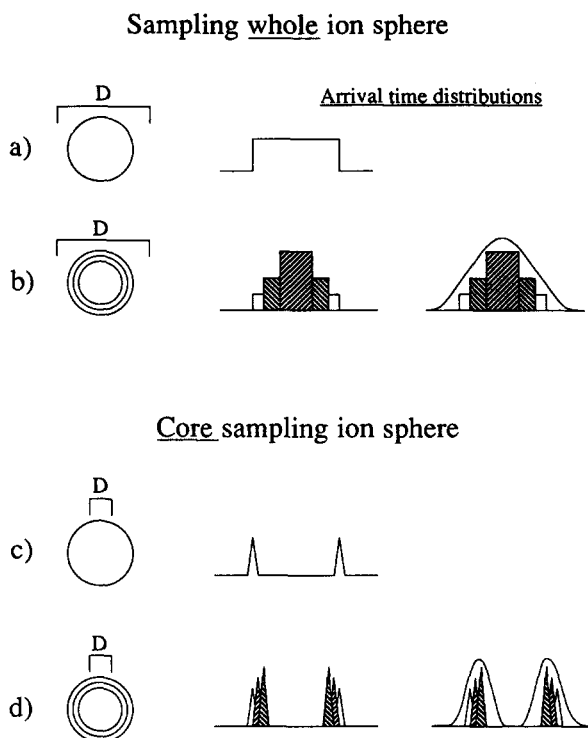 Sampling whole ion sphere
D
Arrival time distributions
a)
D
b)
Core sampling ion sphere
D
c)
D
d)